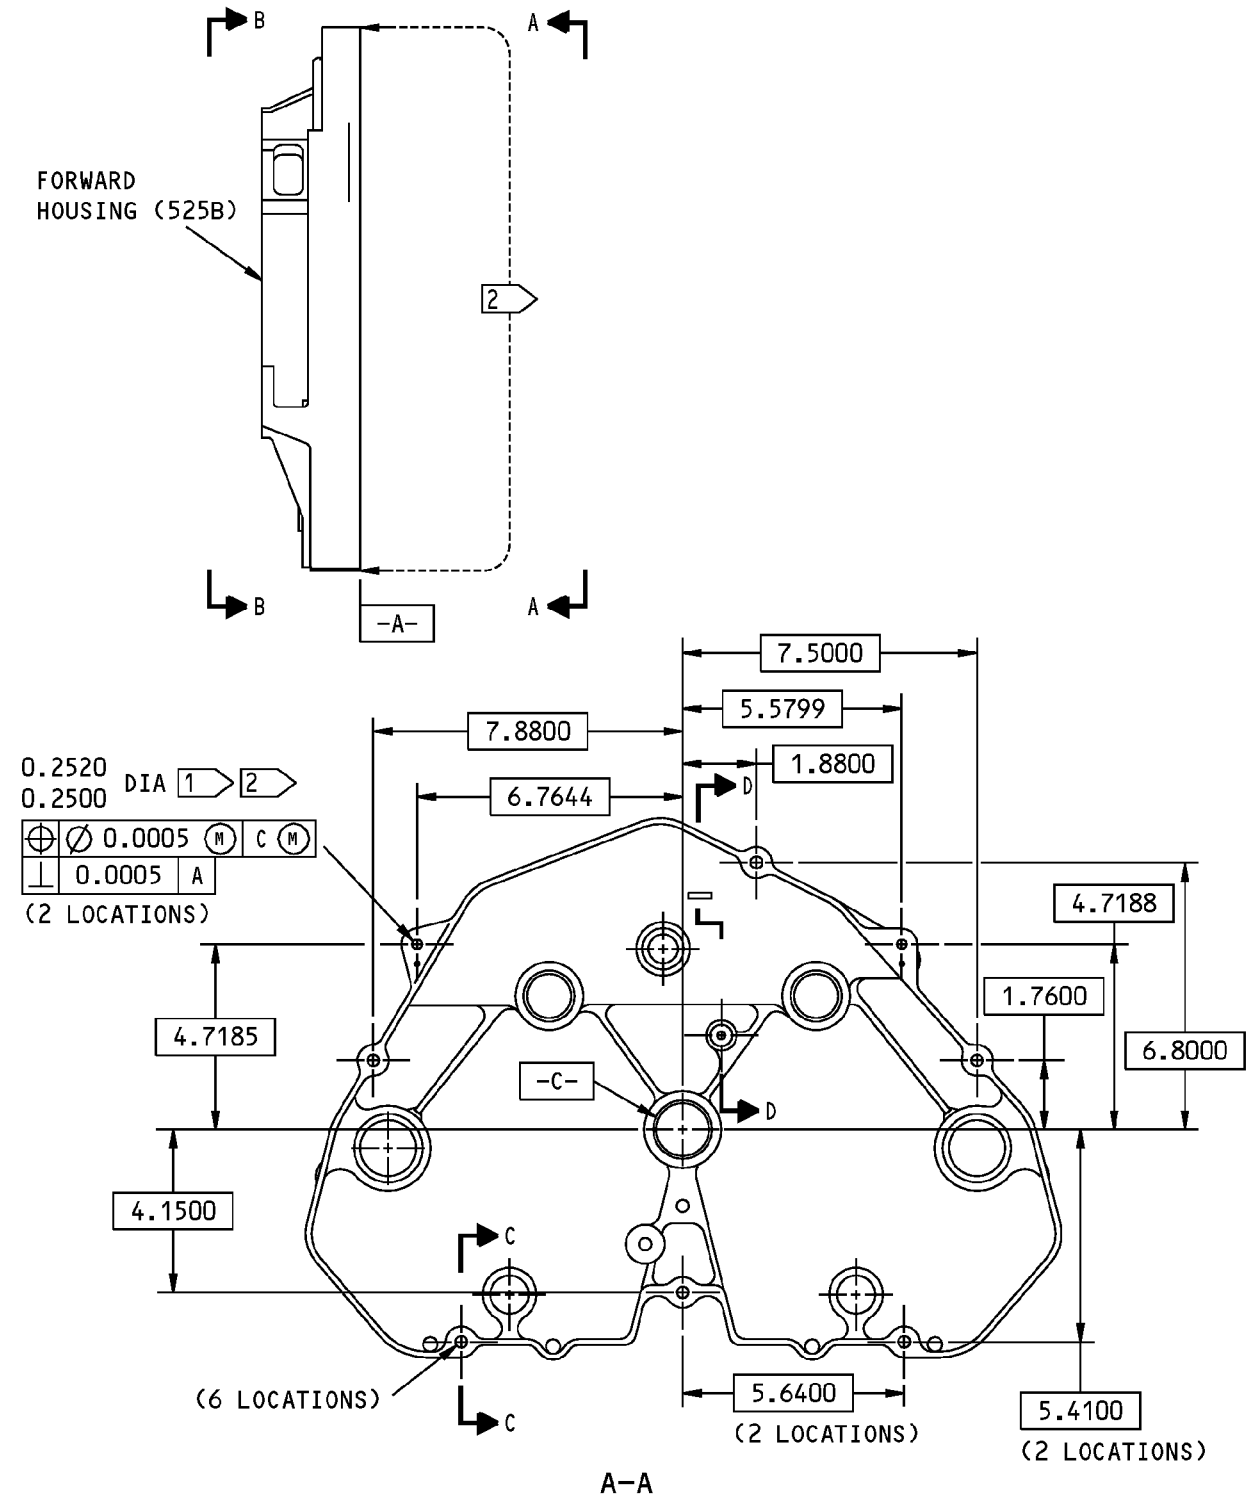 B
A
FORWARD
HOUSING (525B)
2
B
A
-A-
7.5000
5.5799
7.8800
1.8800
0.2520
0.2500
DIA 1 2
6.7644
D
⌖ ⌀ 0.0005 Ⓜ C Ⓜ
⊥ 0.0005 A
(2 LOCATIONS)
4.7188
1.7600
4.7185
6.8000
-C-
D
4.1500
C
(6 LOCATIONS)
C
5.6400
(2 LOCATIONS)
5.4100
(2 LOCATIONS)
A-A